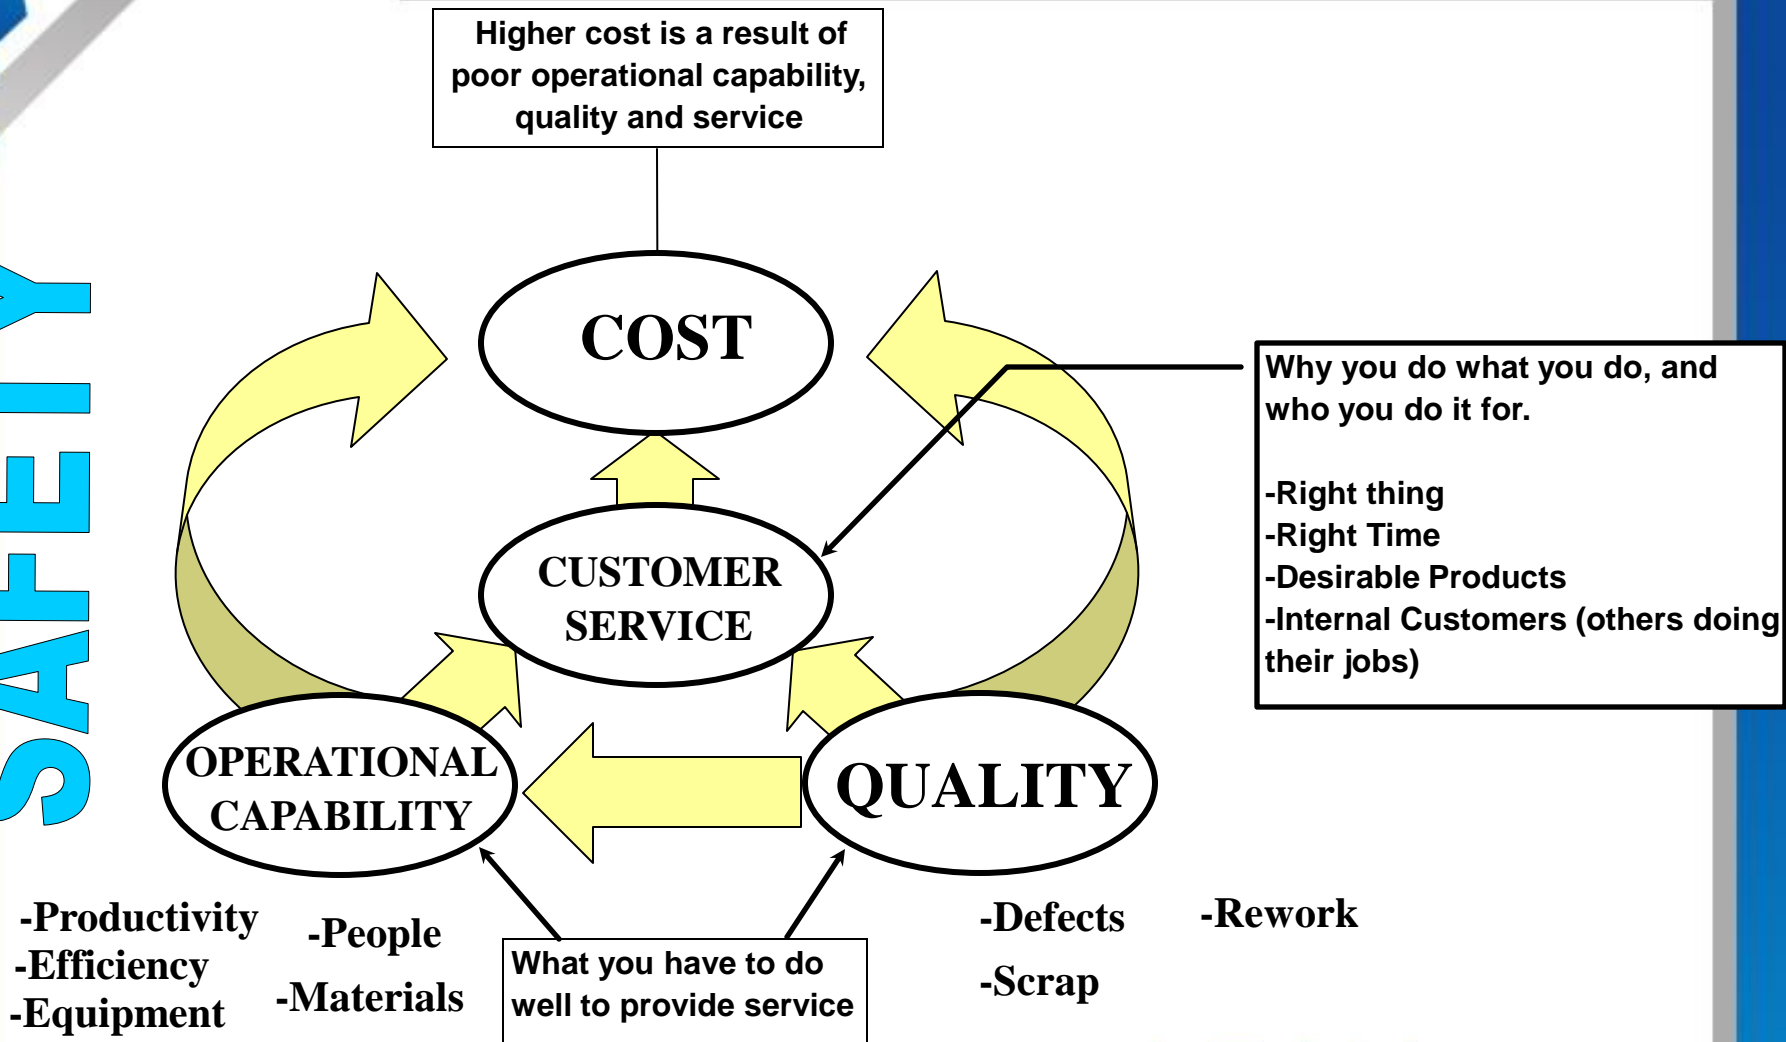 Higher cost is a result of
poor operational capability,
quality and service
SAFETY
COST
Why you do what you do, and
who you do it for.
-Right thing
-Right Time
-Desirable Products
-Internal Customers (others doing
their jobs)
CUSTOMER
SERVICE
OPERATIONAL
CAPABILITY
QUALITY
-Productivity
-Efficiency
-Equipment
-People
-Materials
What you have to do
well to provide service
-Defects
-Rework
-Scrap